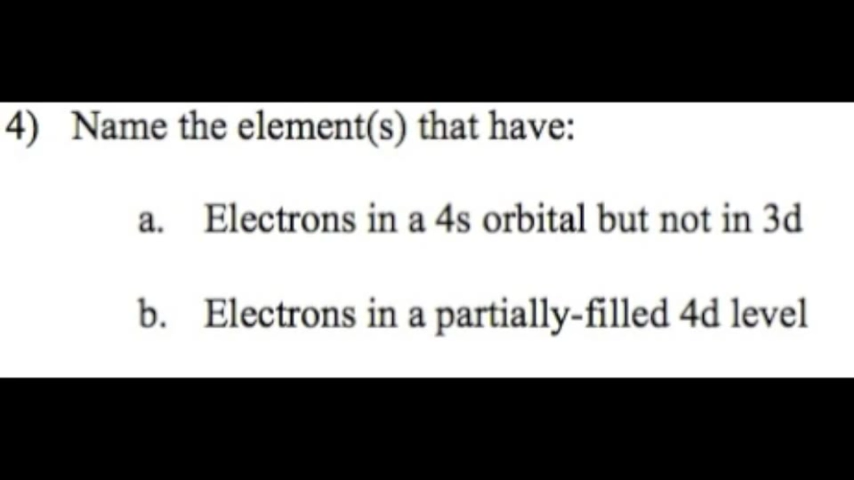 4) Name the element(s) that have:
a. Electrons in a 4s orbital but not in 3d
b. Electrons in a partially-filled 4d level